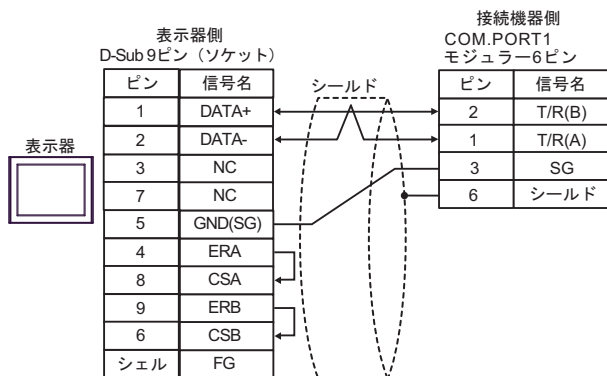 接続機器側
表示器側
COM.PORT1
D-Sub 9ピン（ソケット）
モジュラー6ピン
ピン 信号名 シールド ピン 信号名
1 DATA+ 2 T/R(B)
2 DATA- 1 T/R(A)
表示器
3 NC 3 SG
7 NC 6 シールド
5 GND(SG)
4 ERA
8 CSA
9 ERB
6 CSB
シェル FG